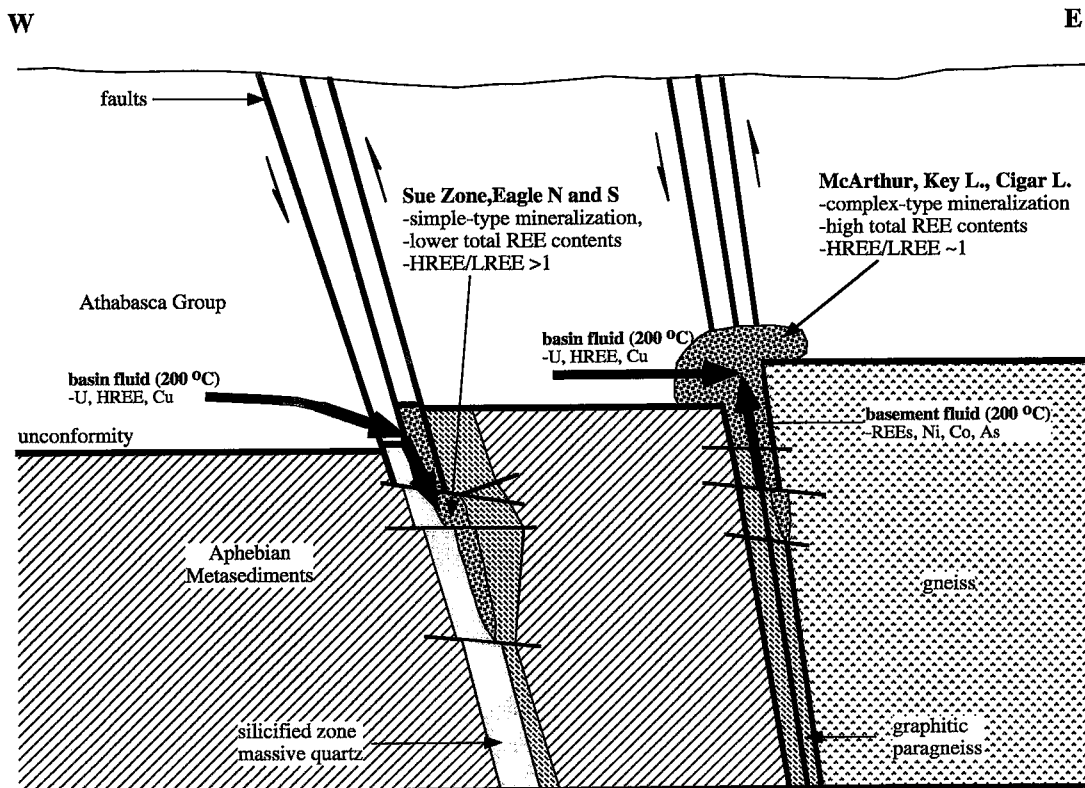 W
E
faults
Sue Zone,Eagle N and S
-simple-type mineralization,
-lower total REE contents
-HREE/LREE >1
McArthur, Key L., Cigar L.
-complex-type mineralization
-high total REE contents
-HREE/LREE ~1
Athabasca Group
basin fluid (200 °C)
-U, HREE, Cu
basin fluid (200 °C)
-U, HREE, Cu
basement fluid (200 °C)
-REEs, Ni, Co, As
unconformity
Aphebian
Metasediments
gneiss
silicified zone
massive quartz
graphitic
paragneiss